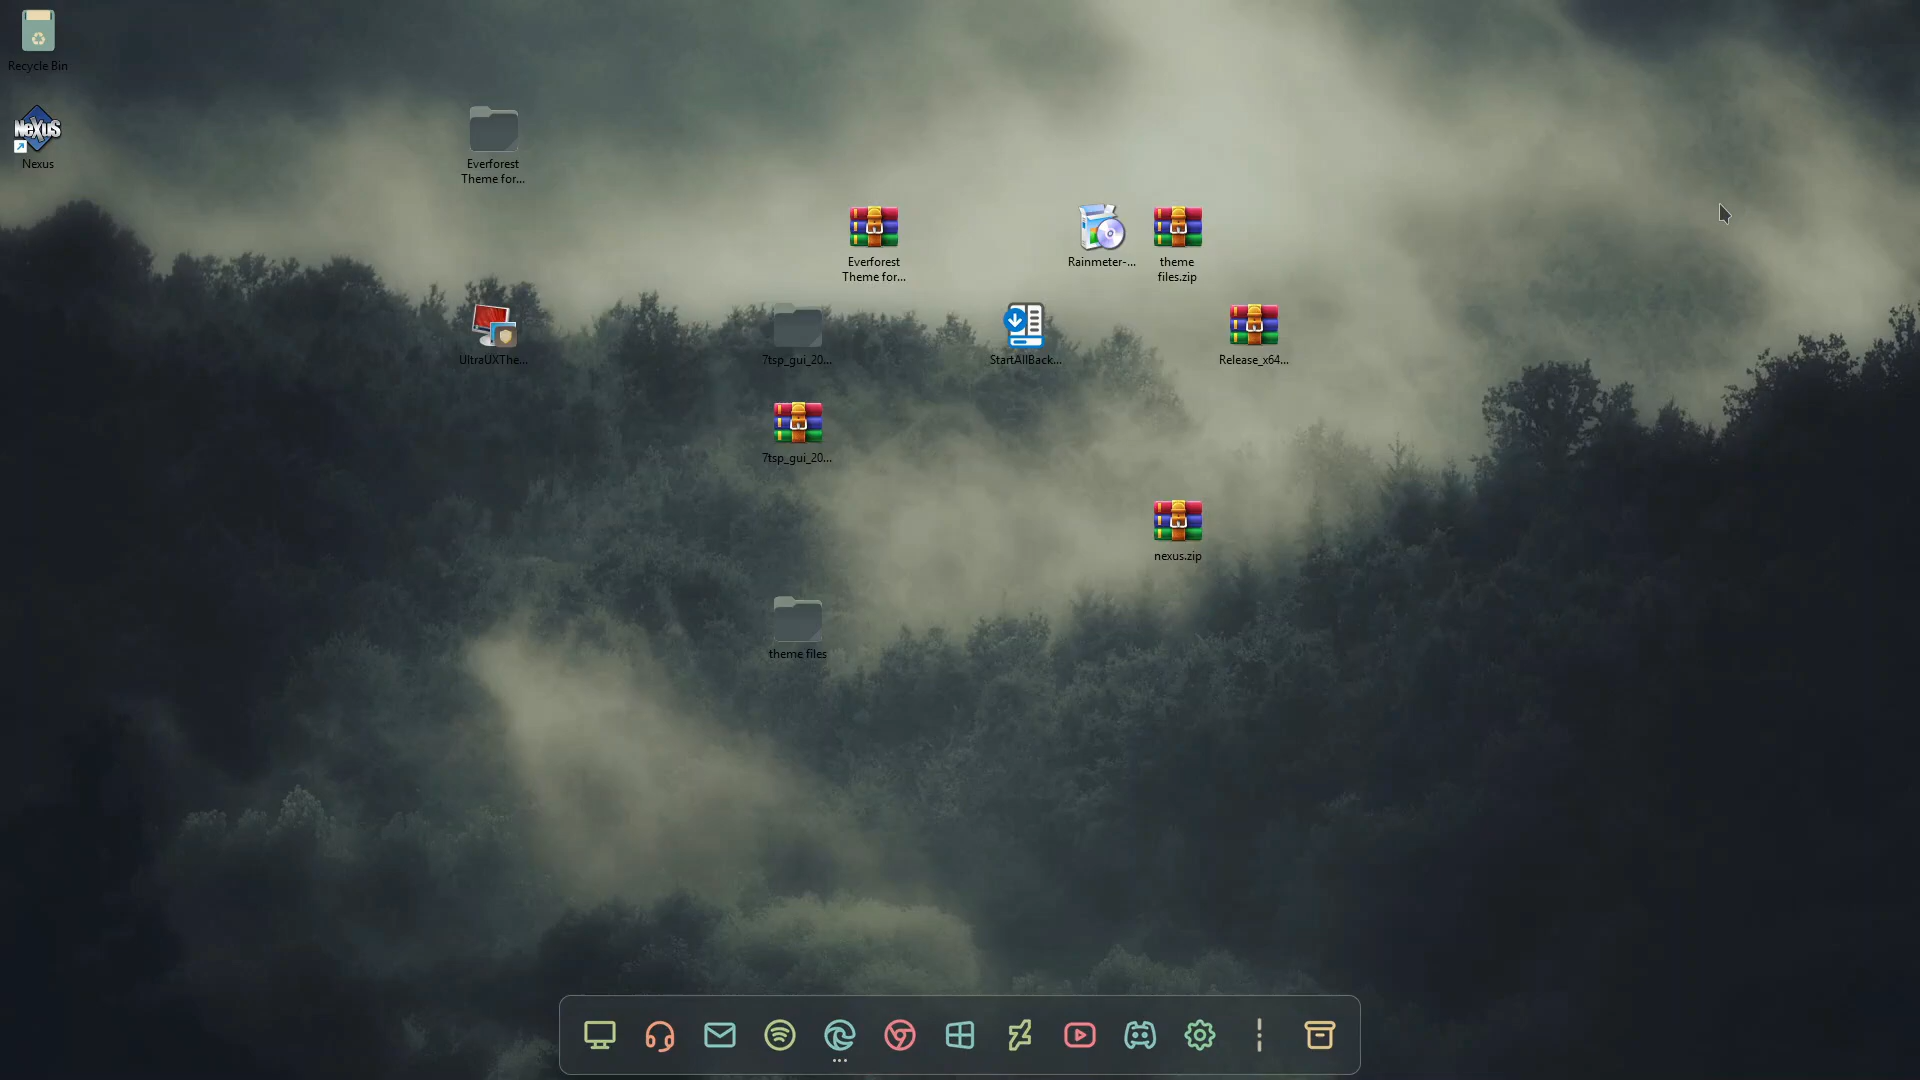 Recycle Bin
NeXuS
Nexus
Everforest
Theme for...
Everforest
Theme for...
Rainmeter-...
theme
files.zip
UltraUXThe...
7tsp_gui_20...
StartAllBack...
Release_x64...
7tsp_gui_20...
nexus.zip
theme files